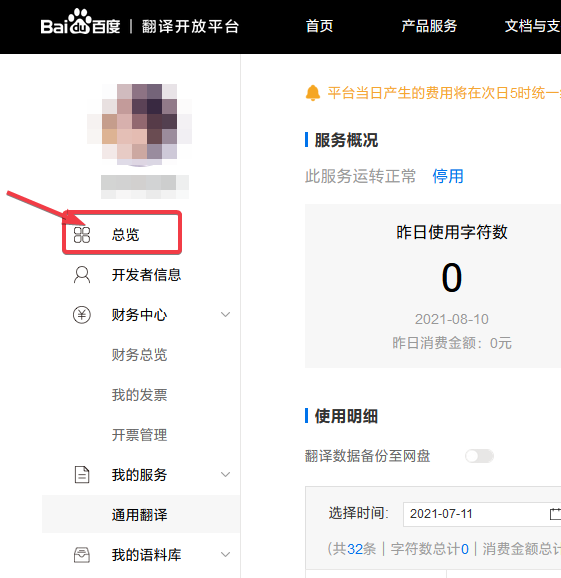 Bai du 百度 | 翻译开放平台
首页
产品服务
文档与支
总览
开发者信息
财务中心
财务总览
我的发票
开票管理
我的服务
通用翻译
我的语料库
平台当日产生的费用将在次日5时统一
服务概况
此服务运转正常 停用
昨日使用字符数
0
2021-08-10
昨日消费金额：0元
使用明细
翻译数据备份至网盘
选择时间: 2021-07-11
(共32条 | 字符数总计0 | 消费金额总计